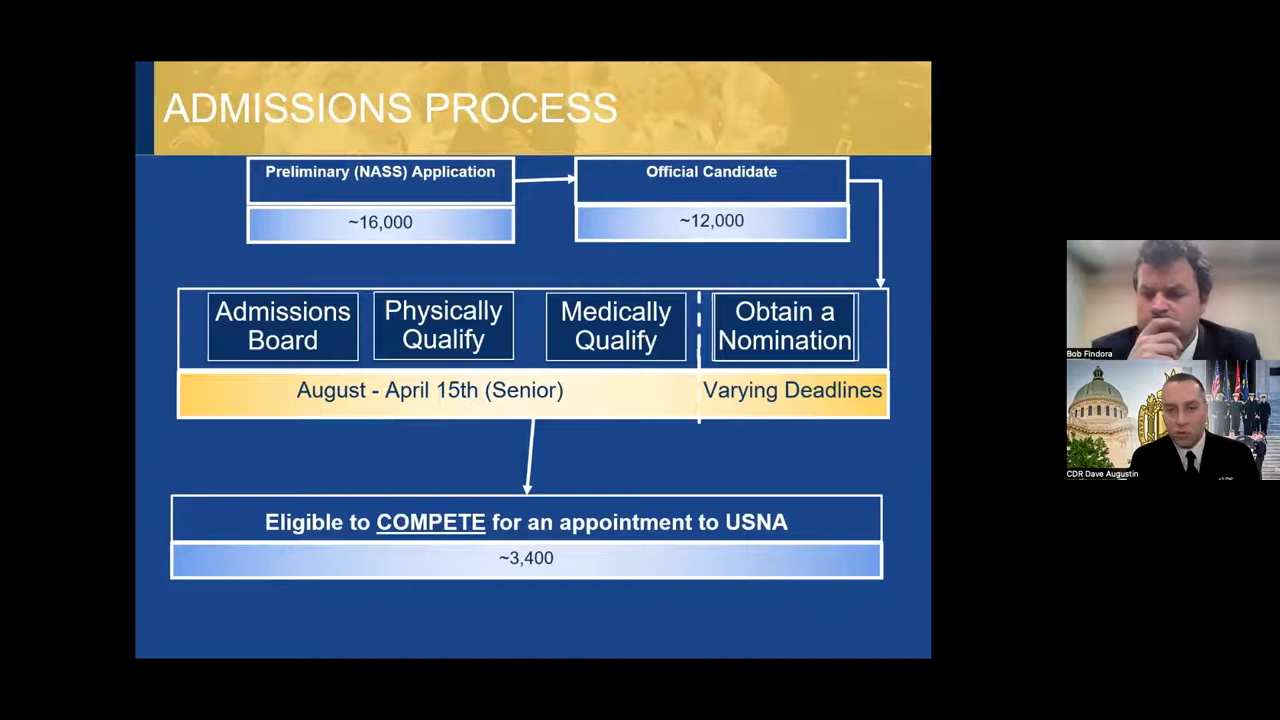 ADMISSIONS PROCESS
Preliminary (NASS) Application
~16,000
Official Candidate
~12,000
Admissions
Board
Physically
Qualify
Medically
Qualify
Obtain a
Nomination
August - April 15th (Senior)
Varying Deadlines
Eligible to COMPETE for an appointment to USNA
~3,400
Bob Findora
CDR Dave Augustin